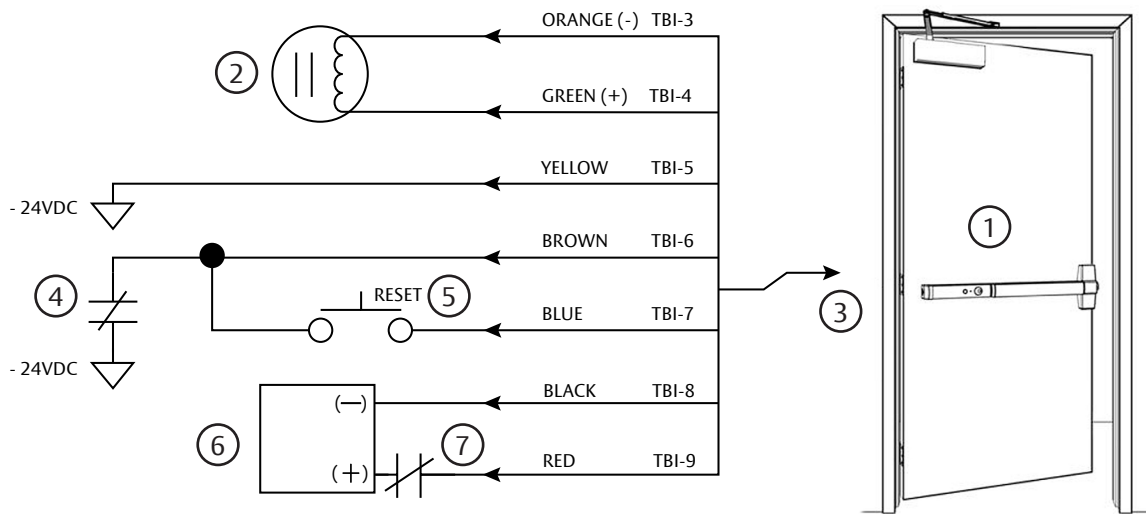 ORANGE (-) TBI-3
2
GREEN (+) TBI-4
YELLOW TBI-5
- 24VDC
1
BROWN TBI-6
4
RESET 5
3
BLUE TBI-7
- 24VDC
BLACK TBI-8
(—)
6
7
(+)
RED TBI-9